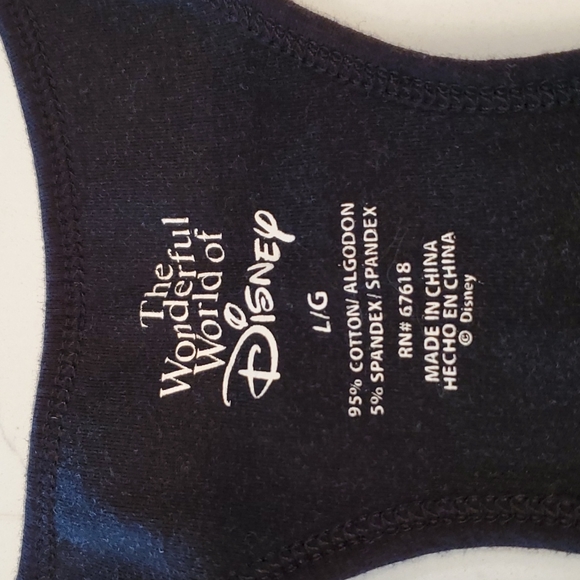 The
Wonderful
World of
Disney
L/G
95% COTTON/ALGODON
5% SPANDEX/SPANDEX
RN# 67618
MADE IN CHINA
HECHO EN CHINA
© Disney